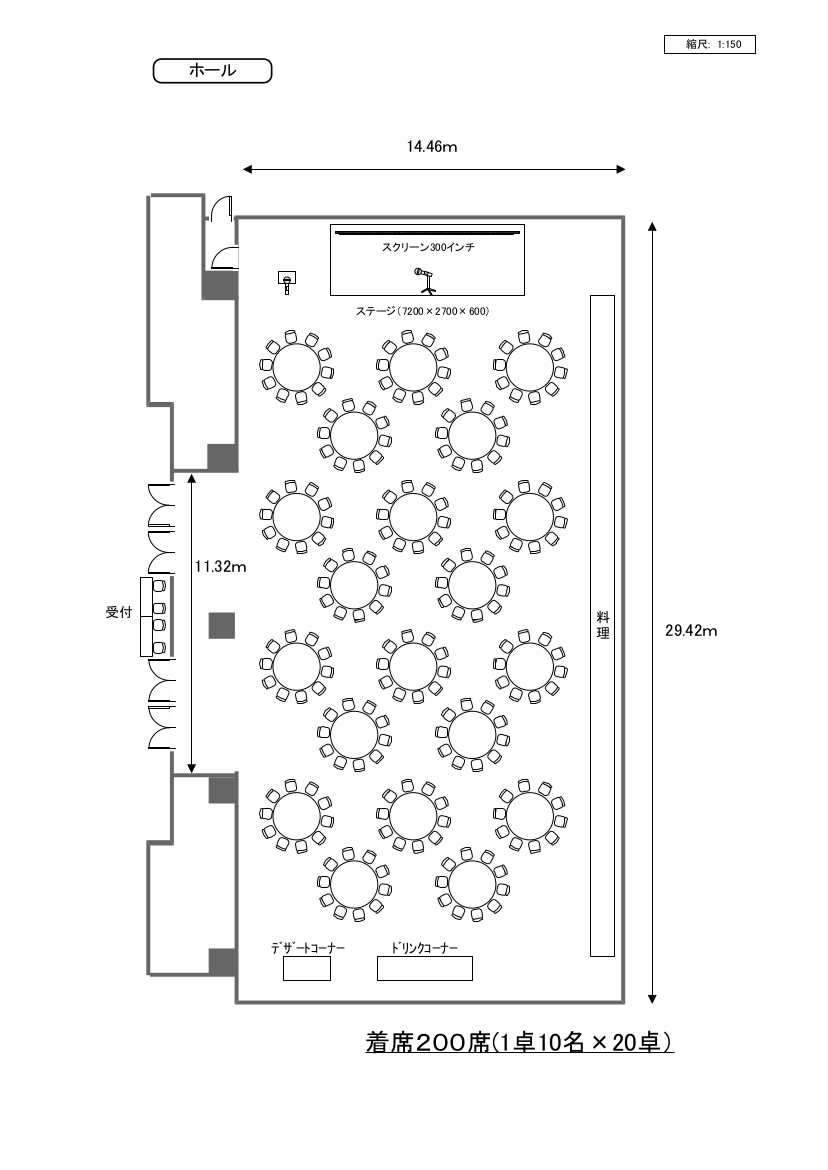 縮尺: 1:150
ホール
14.46m
スクリーン300インチ
ステージ(7200×2700×600)
11.32m
受付
料理
29.42m
デザートコーナー
ドリンクコーナー
着席200席(1卓10名×20卓)